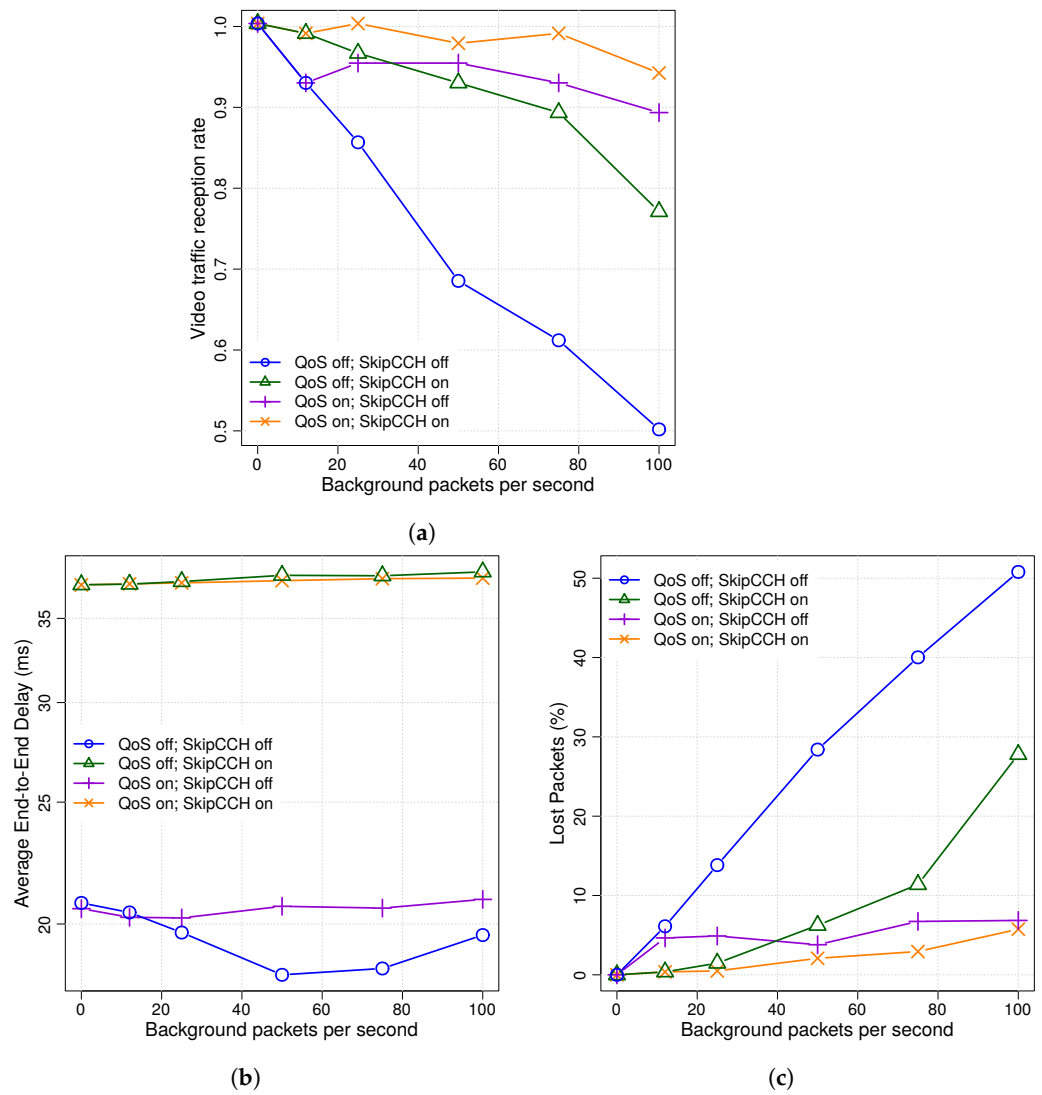 1.0
0.9
0.8
0.7
0.6
0.5
Video traffic reception rate
QoS off; SkipCCH off
QoS off; SkipCCH on
QoS on; SkipCCH off
QoS on; SkipCCH on
0 20 40 60 80 100
Background packets per second
(a)
35
30
25
20
Average End-to-End Delay (ms)
QoS off; SkipCCH off
QoS off; SkipCCH on
QoS on; SkipCCH off
QoS on; SkipCCH on
0 20 40 60 80 100
Background packets per second
(b)
50
40
30
20
10
0
Lost Packets (%)
QoS off; SkipCCH off
QoS off; SkipCCH on
QoS on; SkipCCH off
QoS on; SkipCCH on
0 20 40 60 80 100
Background packets per second
(c)